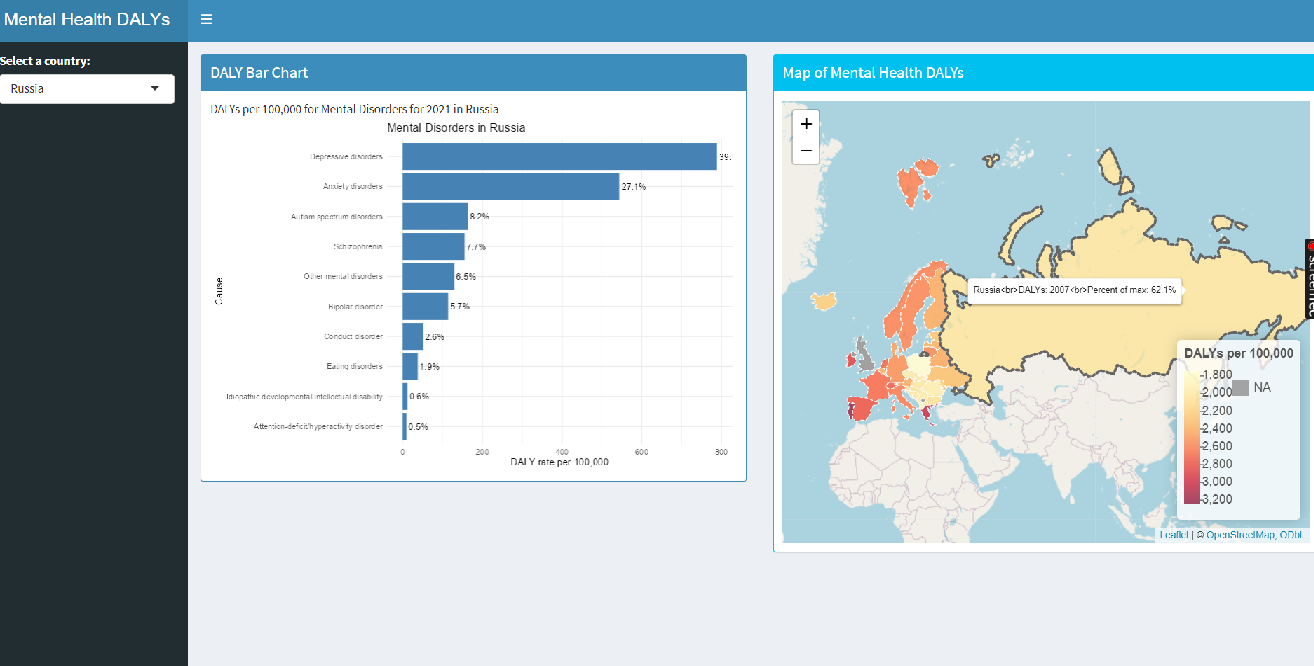 Mental Health DALYs
Select a country:
Russia
DALY Bar Chart
DALYs per 100,000 for Mental Disorders for 2021 in Russia
Mental Disorders in Russia
Cause
Depressive disorders
39.
Anxiety disorders
27.1%
Autism spectrum disorders
8.2%
Schizophrenia
7.7%
Other mental disorders
6.5%
Bipolar disorder
5.7%
Conduct disorder
2.6%
Eating disorders
1.9%
Idiopathic developmental intellectual disability
0.6%
Attention-deficit/hyperactivity disorder
0.5%
0 200 400 600 800
DALY rate per 100,000
Map of Mental Health DALYs
+
−
Russia<br>DALYs: 2007<br>Percent of max: 62.1%
DALYs per 100,000
1,800
2,000
2,200
2,400
2,600
2,800
3,000
3,200
NA
Leaflet | © OpenStreetMap, ODbL